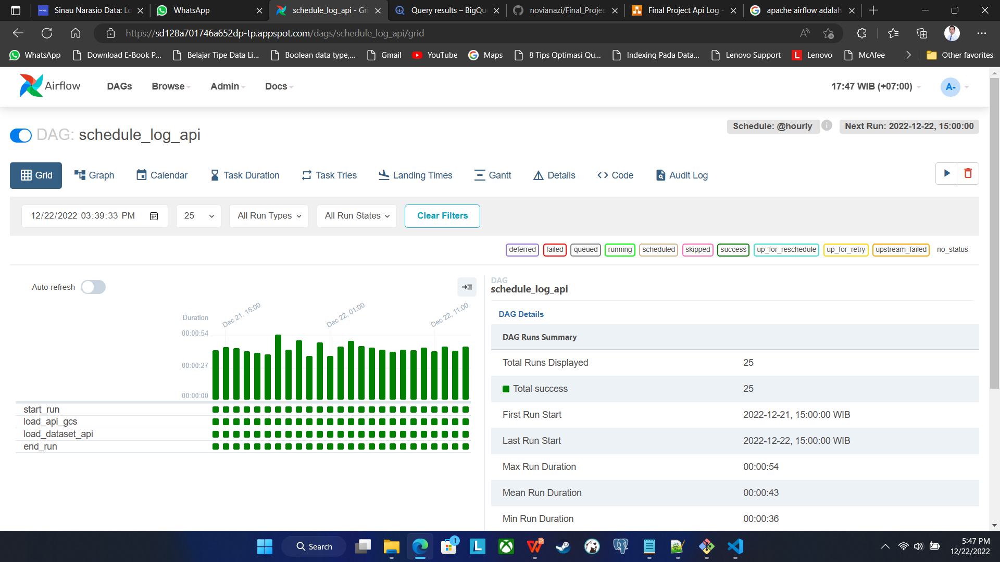 Sinau Narasio Data: Lo
WhatsApp
schedule_log_api - Gri
Query results – BigQue
novianazi/Final_Projec
Final Project Api Log -
apache airflow adalah
https://sd128a701746a652dp-tp.appspot.com/dags/schedule_log_api/grid
WhatsApp
Download E-Book P...
Belajar Tipe Data Li...
Boolean data type,...
Gmail
YouTube
Maps
8 Tips Optimasi Qu...
Indexing Pada Data...
Lenovo Support
L Lenovo
McAfee
Other favorites
Airflow
DAGs
Browse
Admin
Docs
17:47 WIB (+07:00)
A-
DAG: schedule_log_api
Schedule: @hourly
Next Run: 2022-12-22, 15:00:00
Grid
Graph
Calendar
Task Duration
Task Tries
Landing Times
Gantt
Details
Code
Audit Log
12/22/2022 03:39:33 PM
25
All Run Types
All Run States
Clear Filters
deferred
failed
queued
running
scheduled
skipped
success
up_for_reschedule
up_for_retry
upstream_failed
no_status
Auto-refresh
Duration
Dec 21, 15:00
Dec 22, 01:00
Dec 22, 11:00
00:00:54
00:00:27
00:00:00
start_run
load_api_gcs
load_dataset_api
end_run
DAG
schedule_log_api
DAG Details
DAG Runs Summary
Total Runs Displayed 25
Total success 25
First Run Start 2022-12-21, 15:00:00 WIB
Last Run Start 2022-12-22, 15:00:00 WIB
Max Run Duration 00:00:54
Mean Run Duration 00:00:43
Min Run Duration 00:00:36
Search
1
L
5:47 PM
12/22/2022